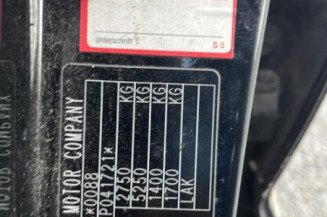 Unterschrift
53
MOTOR COMPANY
*0088
P041721*
2750 KG
5250 KG
1400 KG
1700 KG
LAK